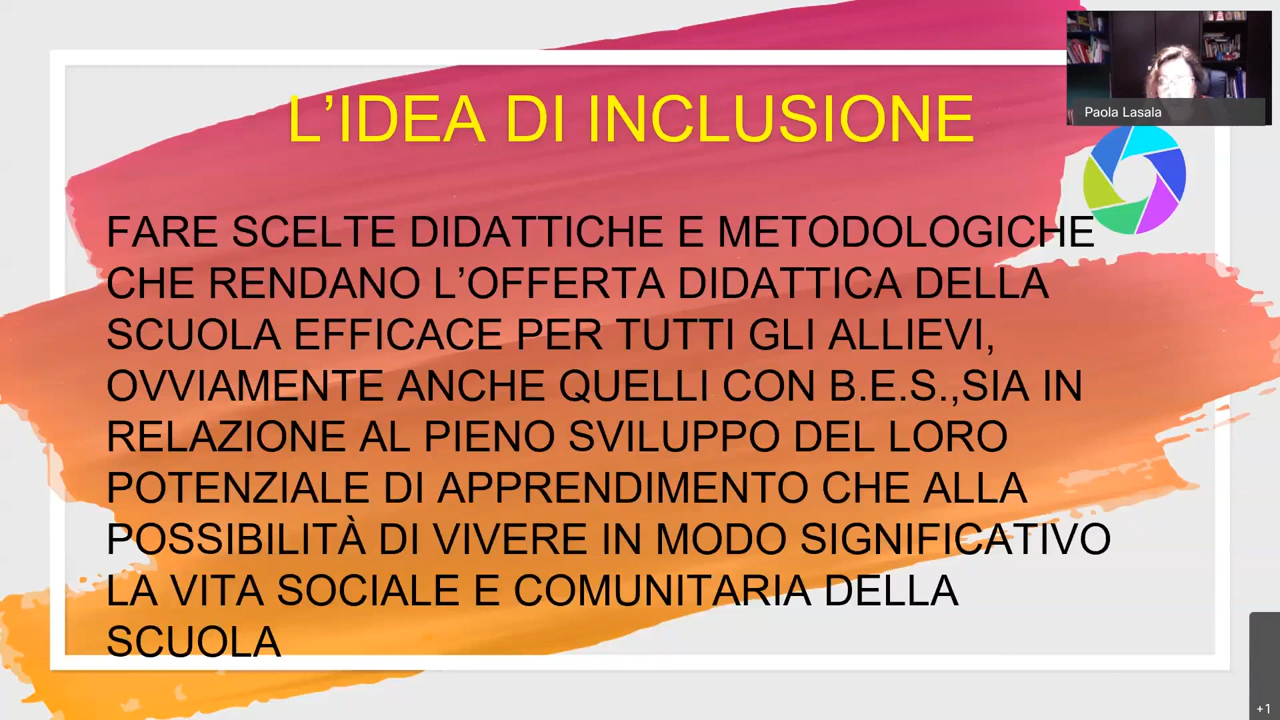 L'IDEA DI INCLUSIONE
Paola Lasala
FARE SCELTE DIDATTICHE E METODOLOGICHE
CHE RENDANO L'OFFERTA DIDATTICA DELLA
SCUOLA EFFICACE PER TUTTI GLI ALLIEVI,
OVVIAMENTE ANCHE QUELLI CON B.E.S.,SIA IN
RELAZIONE AL PIENO SVILUPPO DEL LORO
POTENZIALE DI APPRENDIMENTO CHE ALLA
POSSIBILITÀ DI VIVERE IN MODO SIGNIFICATIVO
LA VITA SOCIALE E COMUNITARIA DELLA
SCUOLA
+1